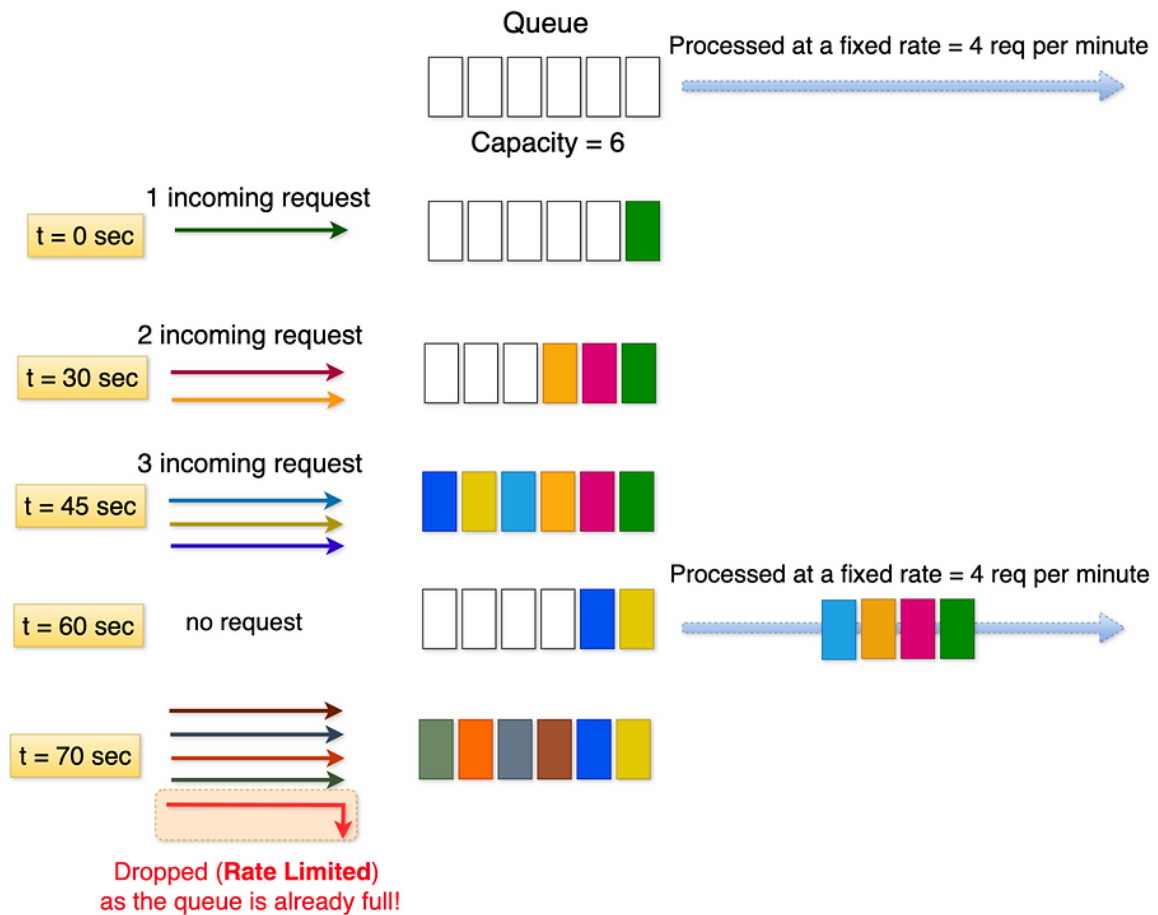 Queue
Processed at a fixed rate = 4 req per minute
Capacity = 6
1 incoming request
t = 0 sec
2 incoming request
t = 30 sec
3 incoming request
t = 45 sec
Processed at a fixed rate = 4 req per minute
t = 60 sec
no request
t = 70 sec
Dropped (Rate Limited)
as the queue is already full!